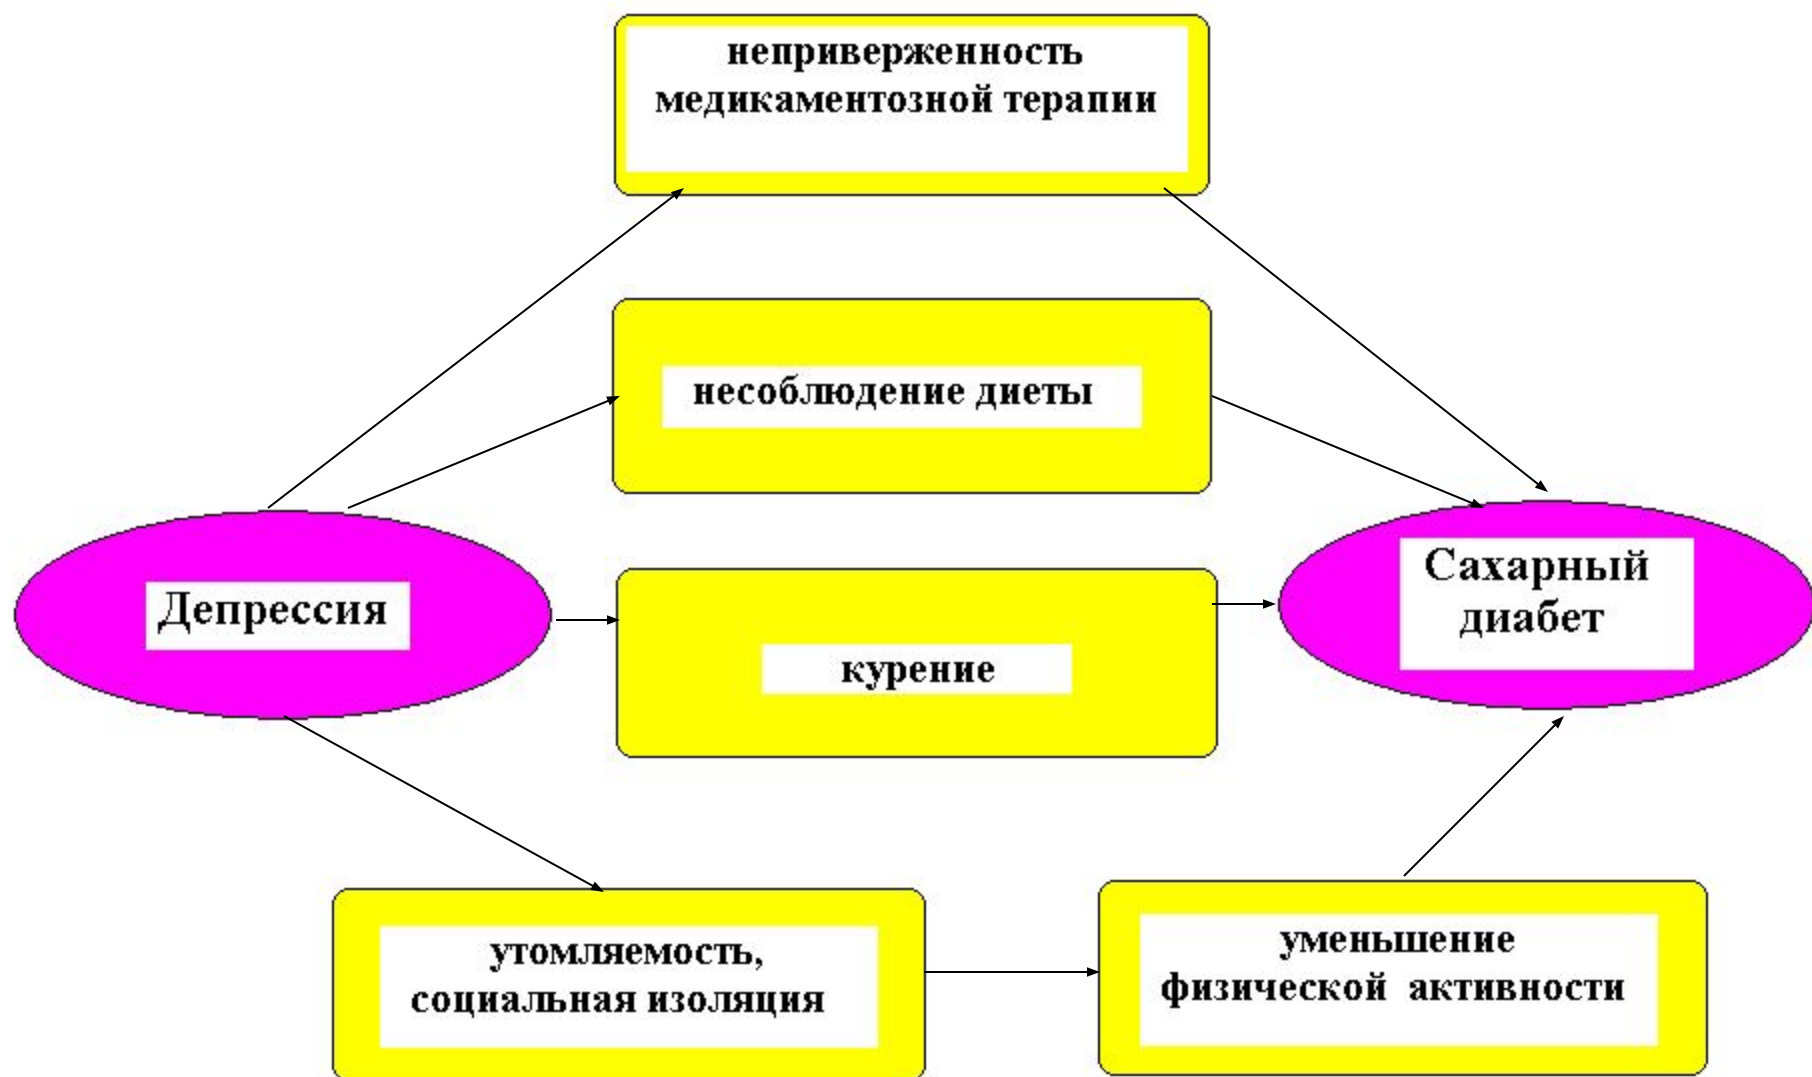 неприверженность
медикаментозной терапии
несоблюдение диеты
Депрессия
Сахарный
диабет
курение
утомляемость,
социальная изоляция
уменьшение
физической активности